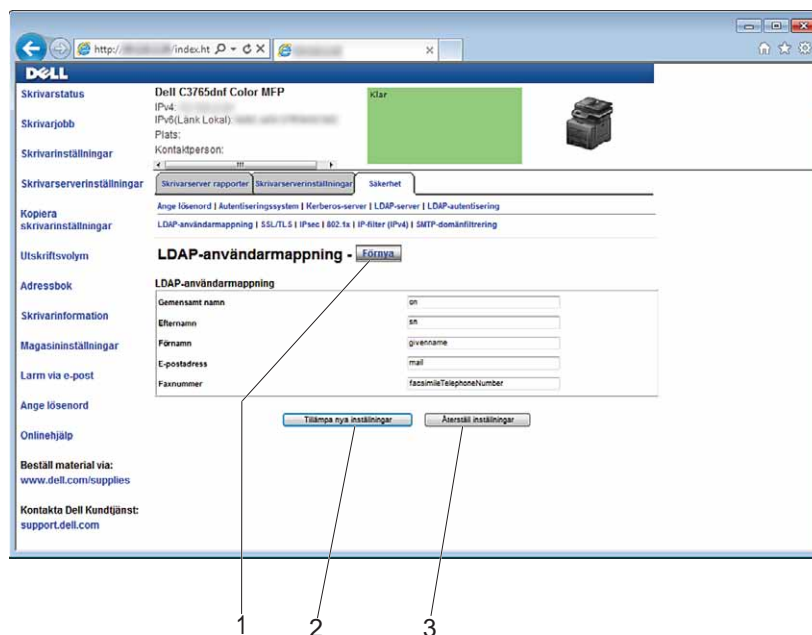 http:// /index.ht
DELL
Skrivarstatus
Skrivarjobb
Skrivarinställningar
Skrivarserverinställningar
Kopiera
skrivarinställningar
Utskriftsvolym
Adressbok
Skrivarinformation
Magasininställningar
Larm via e-post
Ange lösenord
Onlinehjälp
Beställ material via:
www.dell.com/supplies
Kontakta Dell Kundtjänst:
support.dell.com
Dell C3765dnf Color MFP
IPv4:
IPv6(Länk Lokal):
Plats:
Kontaktperson:
Klar
Skrivarserver rapporter Skrivarserverinställningar Säkerhet
Ange lösenord | Autentiseringssystem | Kerberos-server | LDAP-server | LDAP-autentisering
LDAP-användarmappning | SSL/TLS | IPsec | 802.1x | IP-filter (IPv4) | SMTP-domänfiltrering
LDAP-användarmappning - Förnya
LDAP-användarmappning
Gemensamt namn cn
Efternamn sn
Förnamn givenname
E-postadress mail
Faxnummer facsimileTelephoneNumber
Tillämpa nya inställningar Återställ inställningar
1 2 3